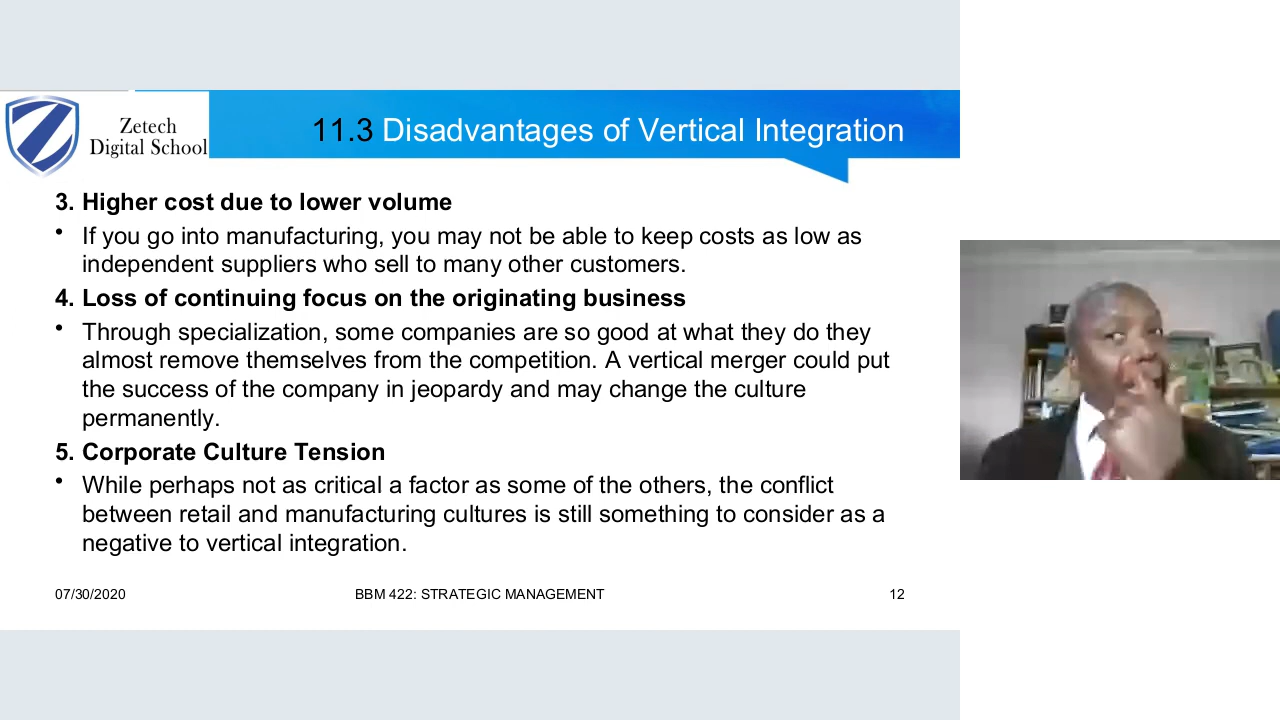 Zetech
Digital School
11.3 Disadvantages of Vertical Integration
3. Higher cost due to lower volume
• If you go into manufacturing, you may not be able to keep costs as low as
independent suppliers who sell to many other customers.
4. Loss of continuing focus on the originating business
• Through specialization, some companies are so good at what they do they
almost remove themselves from the competition. A vertical merger could put
the success of the company in jeopardy and may change the culture
permanently.
5. Corporate Culture Tension
• While perhaps not as critical a factor as some of the others, the conflict
between retail and manufacturing cultures is still something to consider as a
negative to vertical integration.
07/30/2020
BBM 422: STRATEGIC MANAGEMENT
12